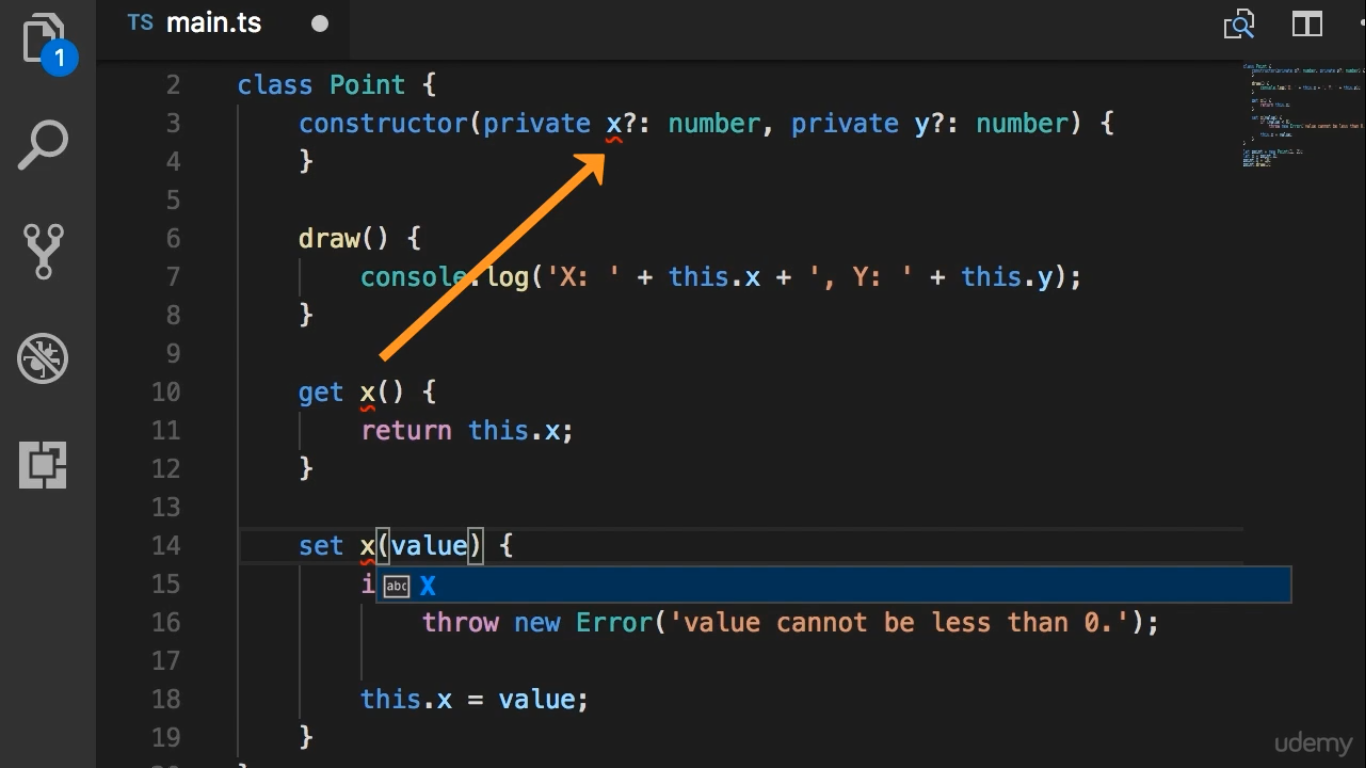 TS main.ts
1
2 class Point {
3 constructor(private x?: number, private y?: number) {
4 }
5
6 draw() {
7 console.log('X: ' + this.x + ', Y: ' + this.y);
8 }
9
10 get x() {
11 return this.x;
12 }
13
14 set x(value) {
15 i
abc X
16 throw new Error('value cannot be less than 0.');
17
18 this.x = value;
19 }
udemy